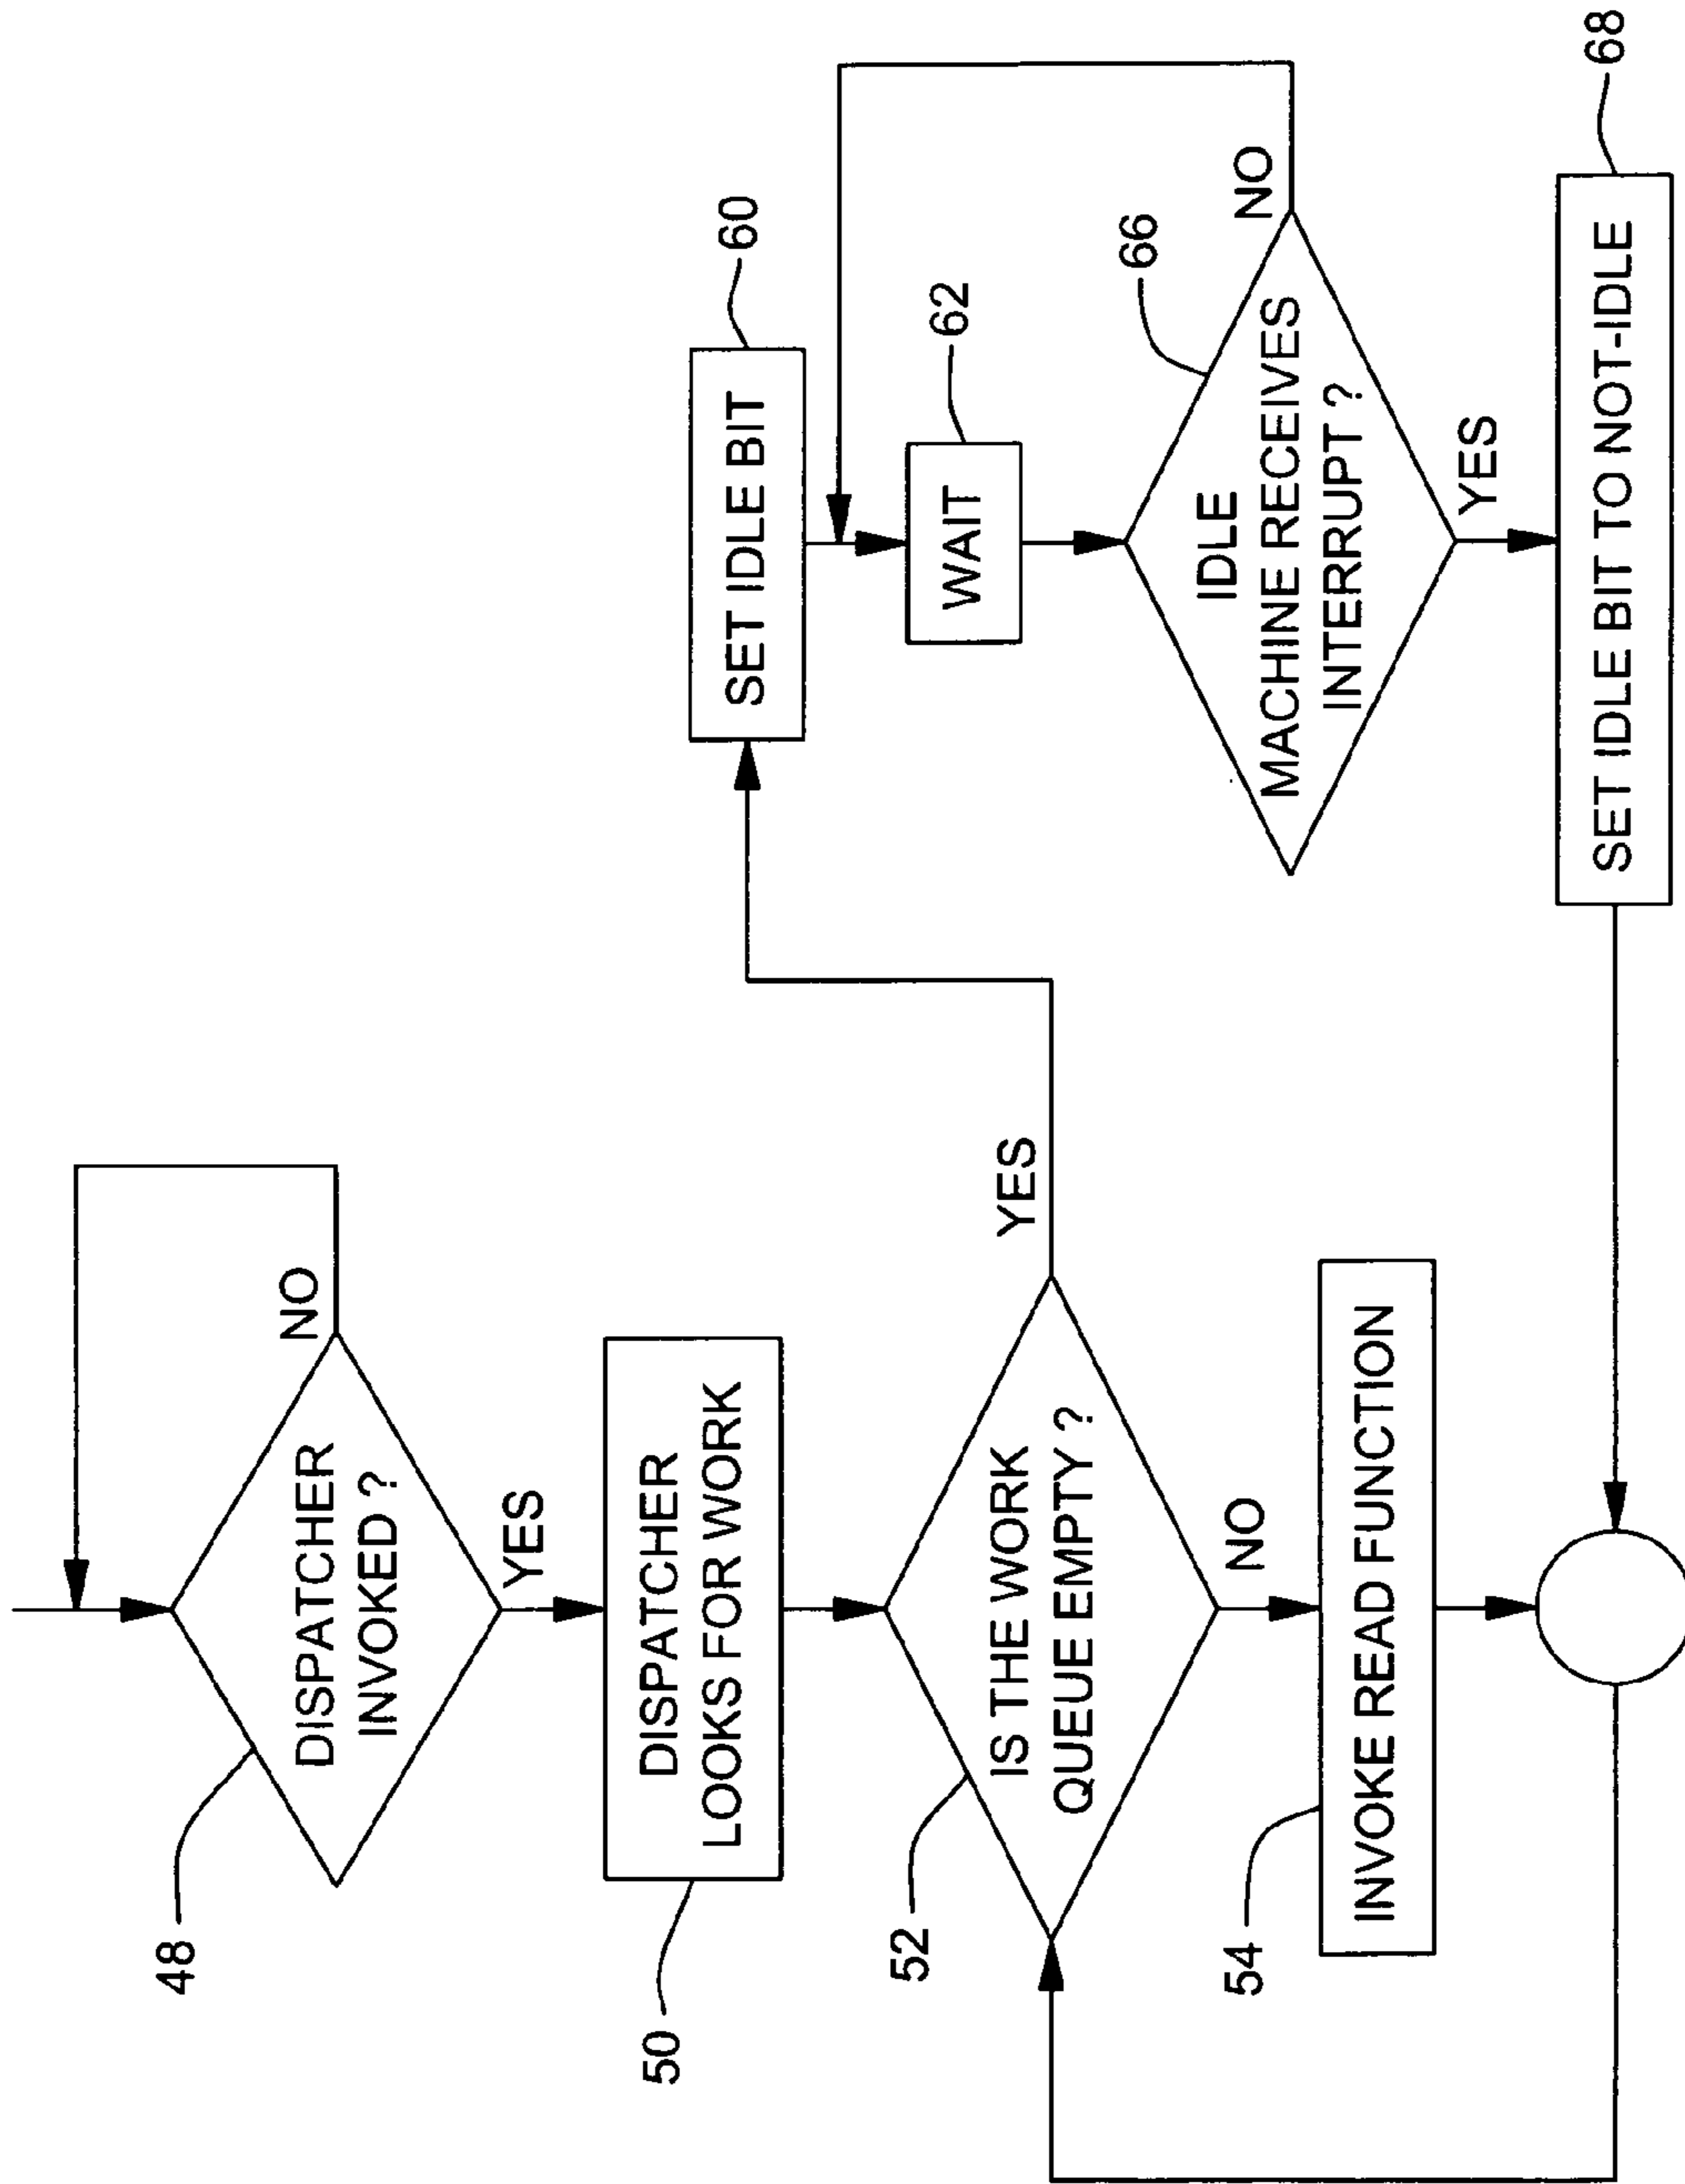 48
DISPATCHER
INVOKED ?
NO
YES
50
DISPATCHER
LOOKS FOR WORK
52
IS THE WORK
QUEUE EMPTY ?
YES
NO
54
INVOKE READ FUNCTION
SET IDLE BIT
60
WAIT
62
IDLE
MACHINE RECEIVES
INTERRUPT ?
66
NO
YES
SET IDLE BIT TO NOT-IDLE
68